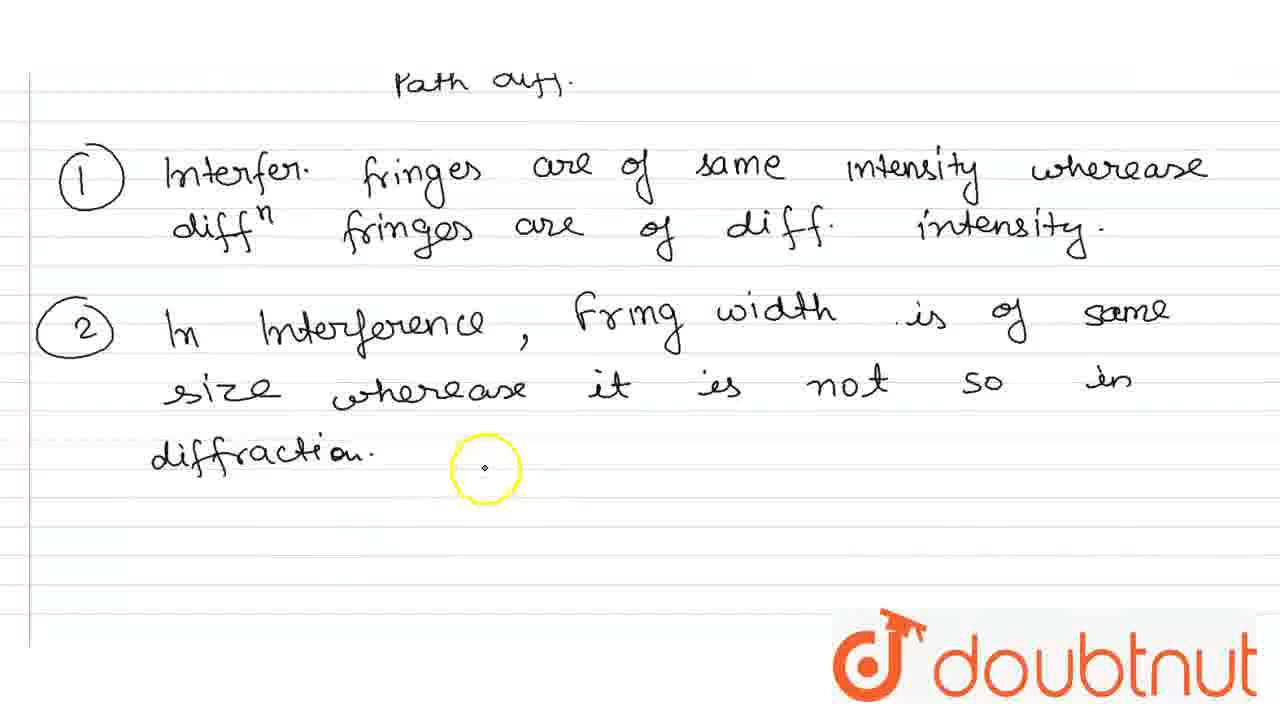 Path diff.
1 Interfer. fringes are of same intensity wherease
diffⁿ fringes are of diff. intensity.
2 In Interference, Fring width is of same
size wherease it is not so in
diffraction.
doubtnut